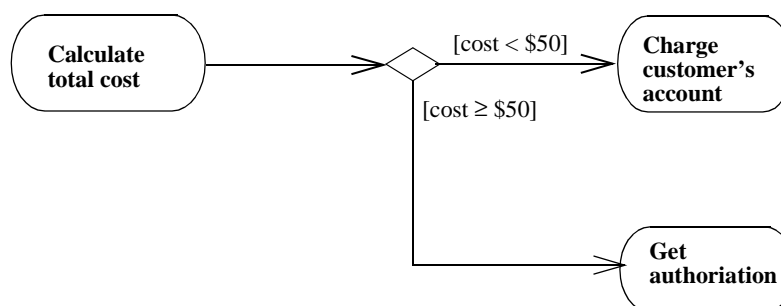 Calculate
total cost
[cost < $50]
Charge
customer's
account
[cost ≥ $50]
Get
authoriation